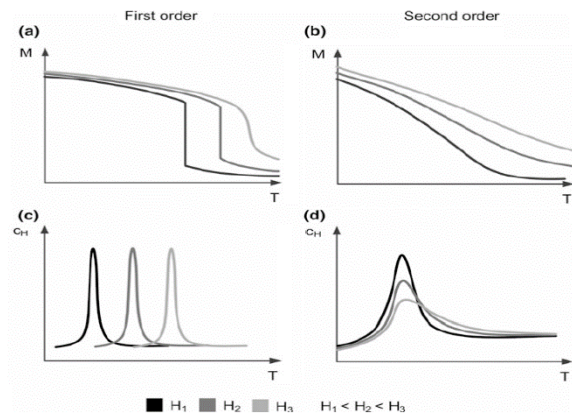 First order Second order
(a) (b)
M M
T T
(c) (d)
cH cH
T T
H1 H2 H3 H1 < H2 < H3